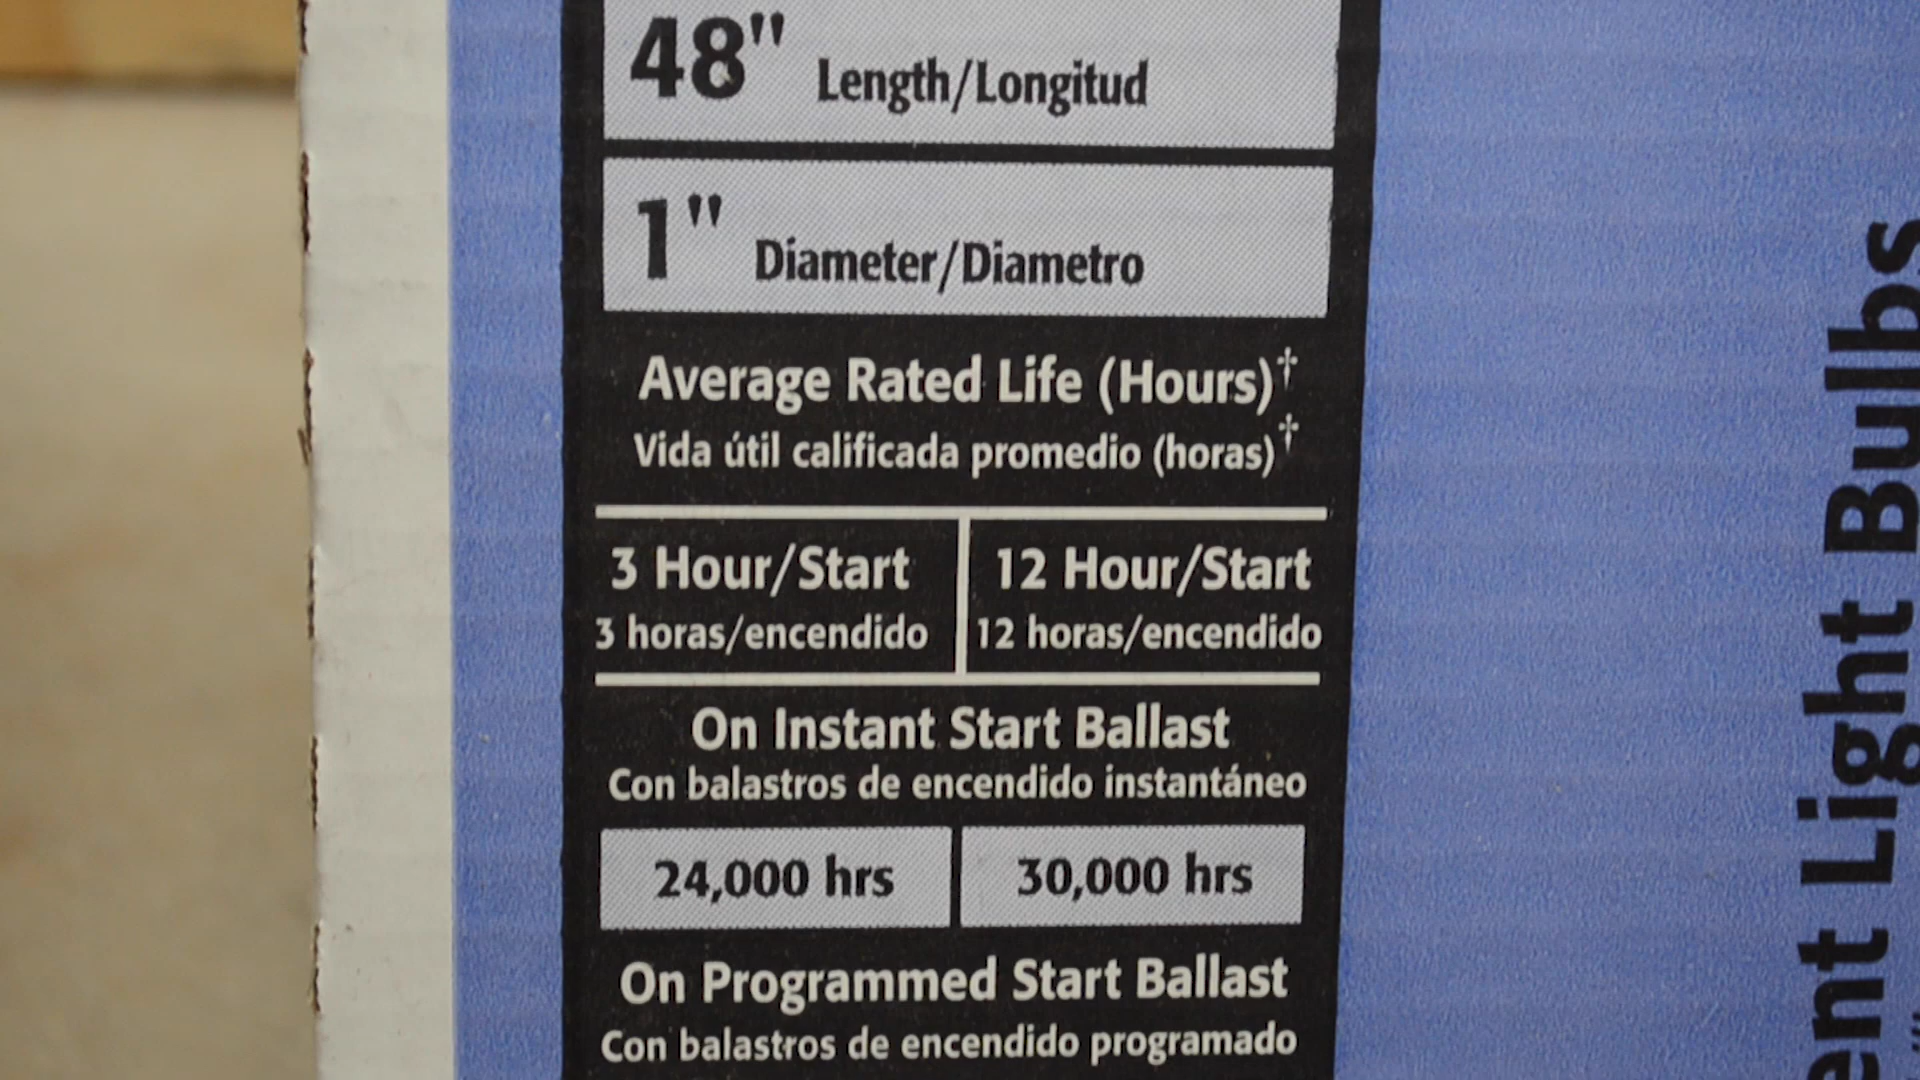 48" Length/Longitud
1" Diameter/Diametro
Average Rated Life (Hours)†
Vida útil calificada promedio (horas)†
3 Hour/Start
3 horas/encendido
12 Hour/Start
12 horas/encendido
On Instant Start Ballast
Con balastros de encendido instantáneo
24,000 hrs
30,000 hrs
On Programmed Start Ballast
Con balastros de encendido programado
ent Light Bulbs